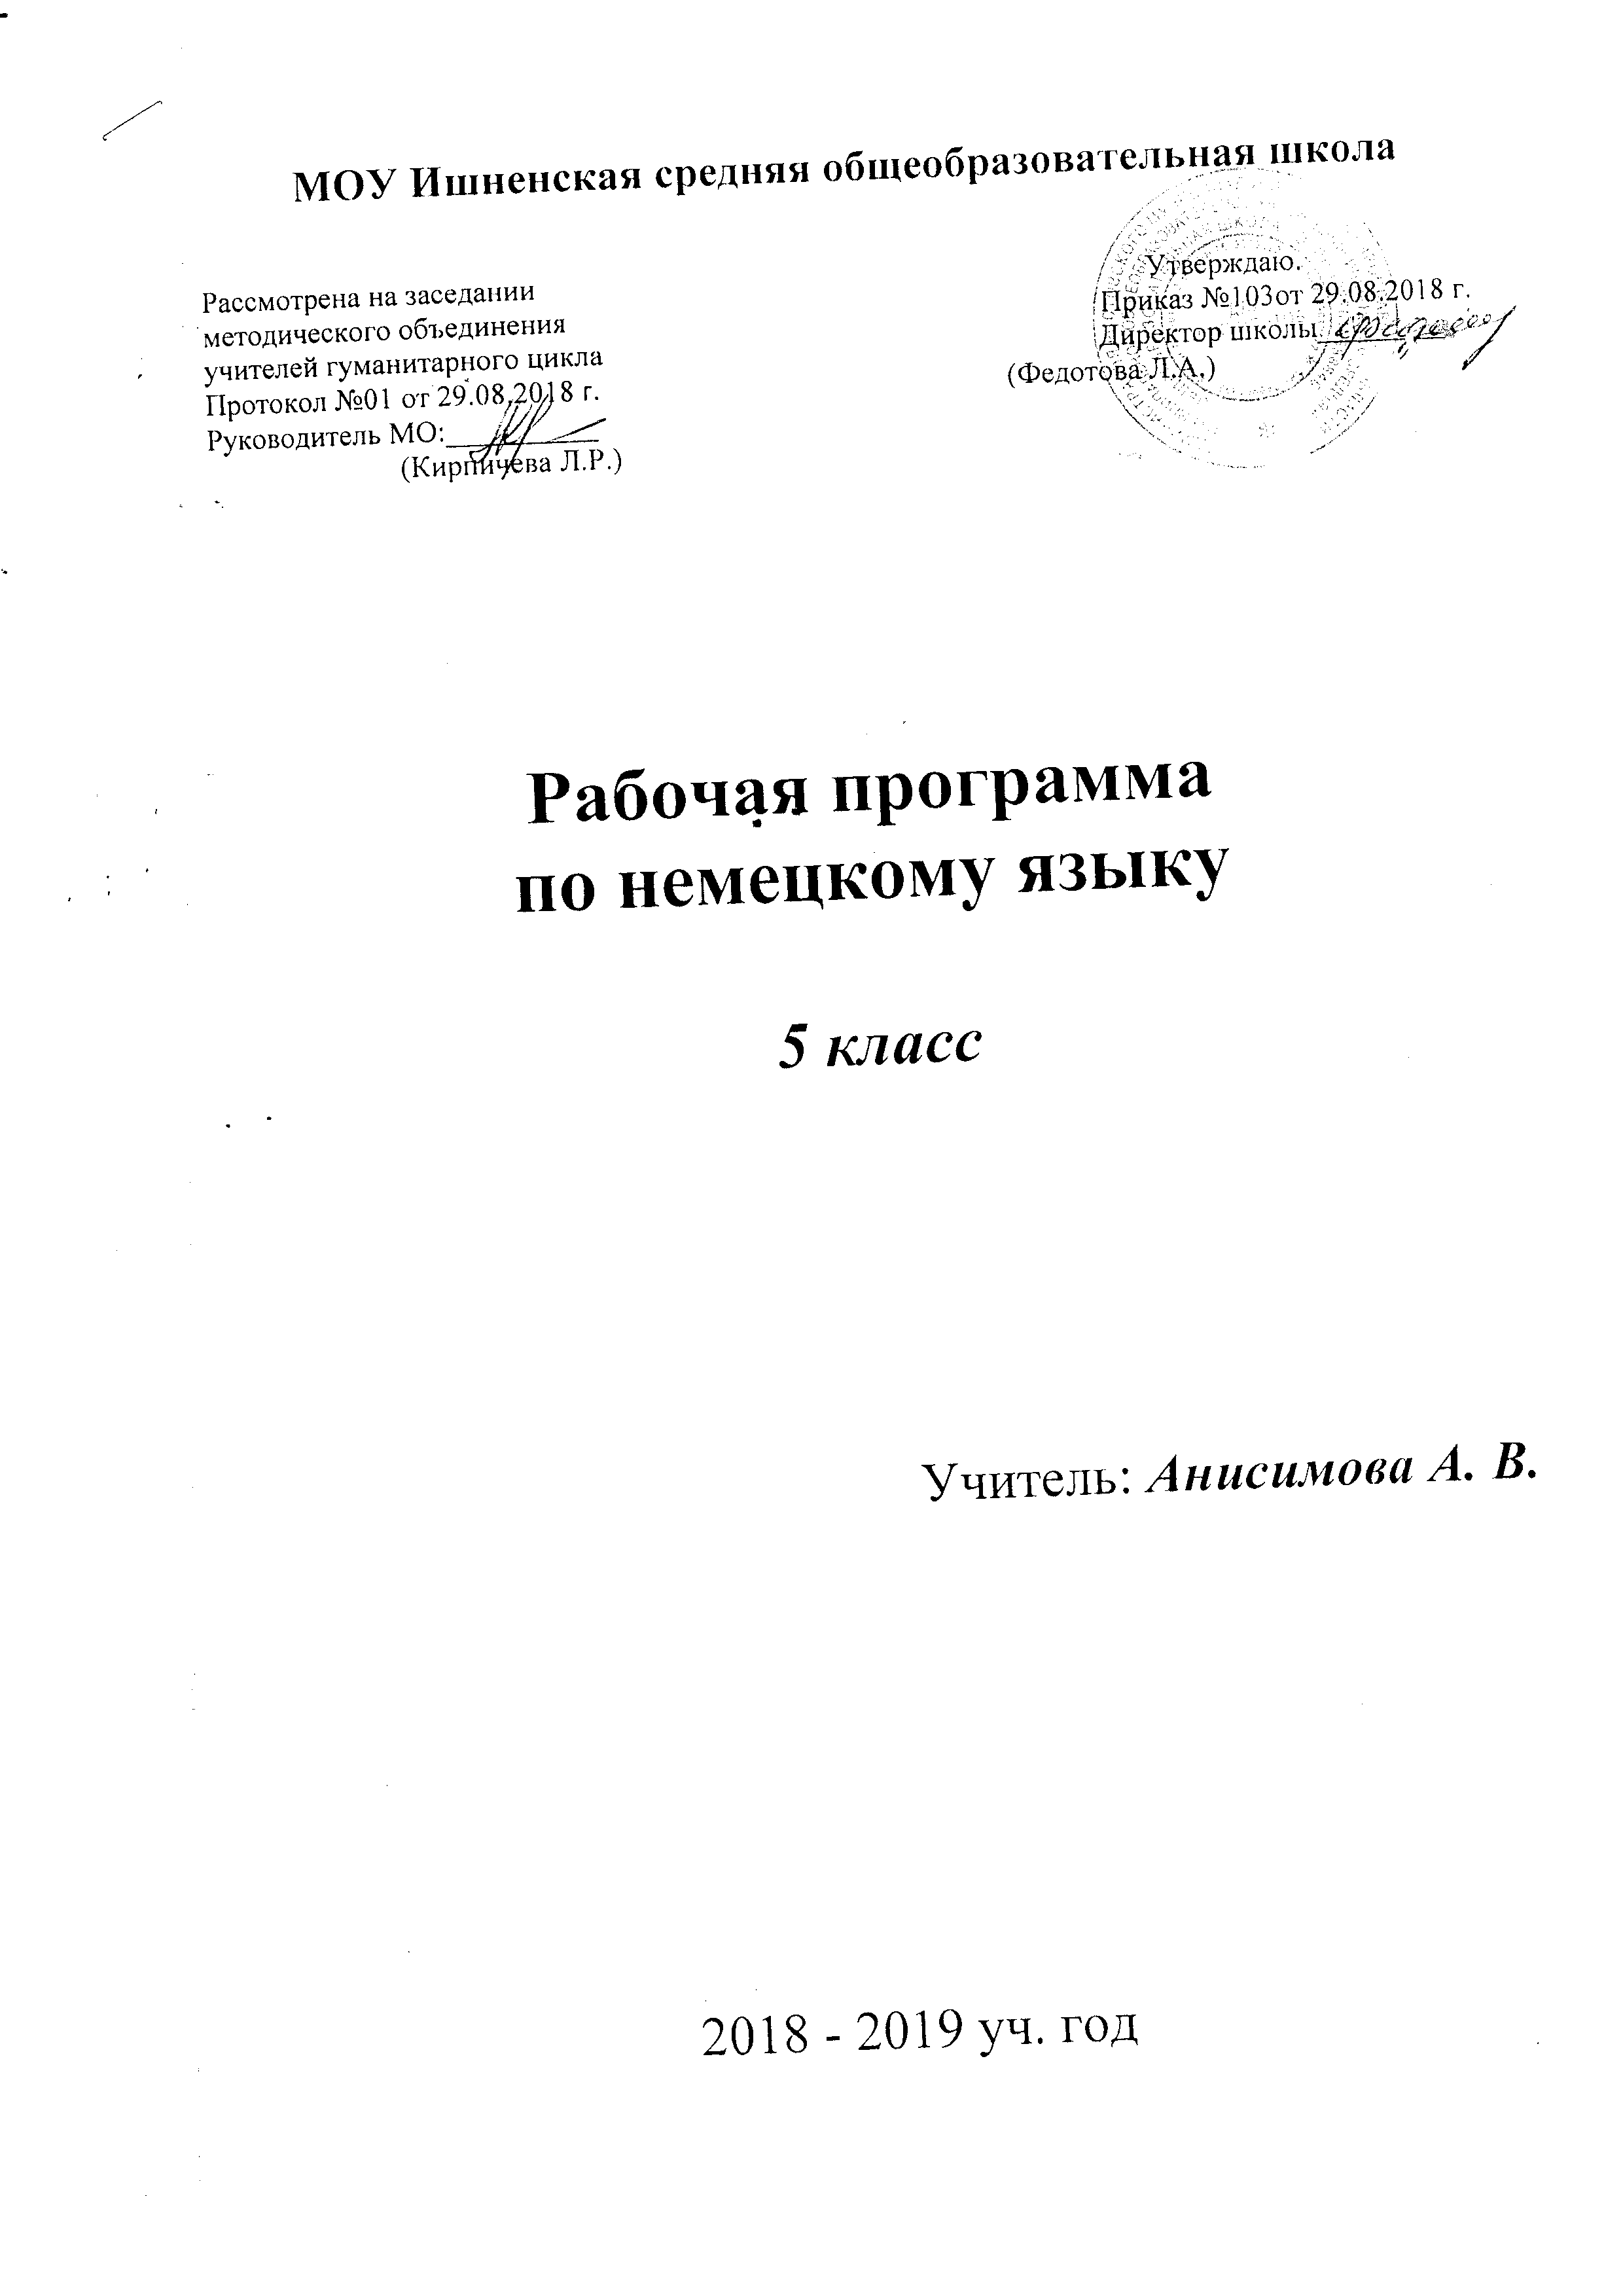 МОУ Ишненская средняя общеобразовательная школа
Рассмотрена на заседании
методического объединения
учителей гуманитарного цикла
Протокол №01 от 29.08.2018 г.
Руководитель МО:
(Кирпичева Л.Р.)
Утверждаю.
Приказ №103от 29.08.2018 г.
Директор школы
(Федотова Л.А.)
Рабочая программа
по немецкому языку
5 класс
Учитель: Анисимова А. В.
2018 - 2019 уч. год